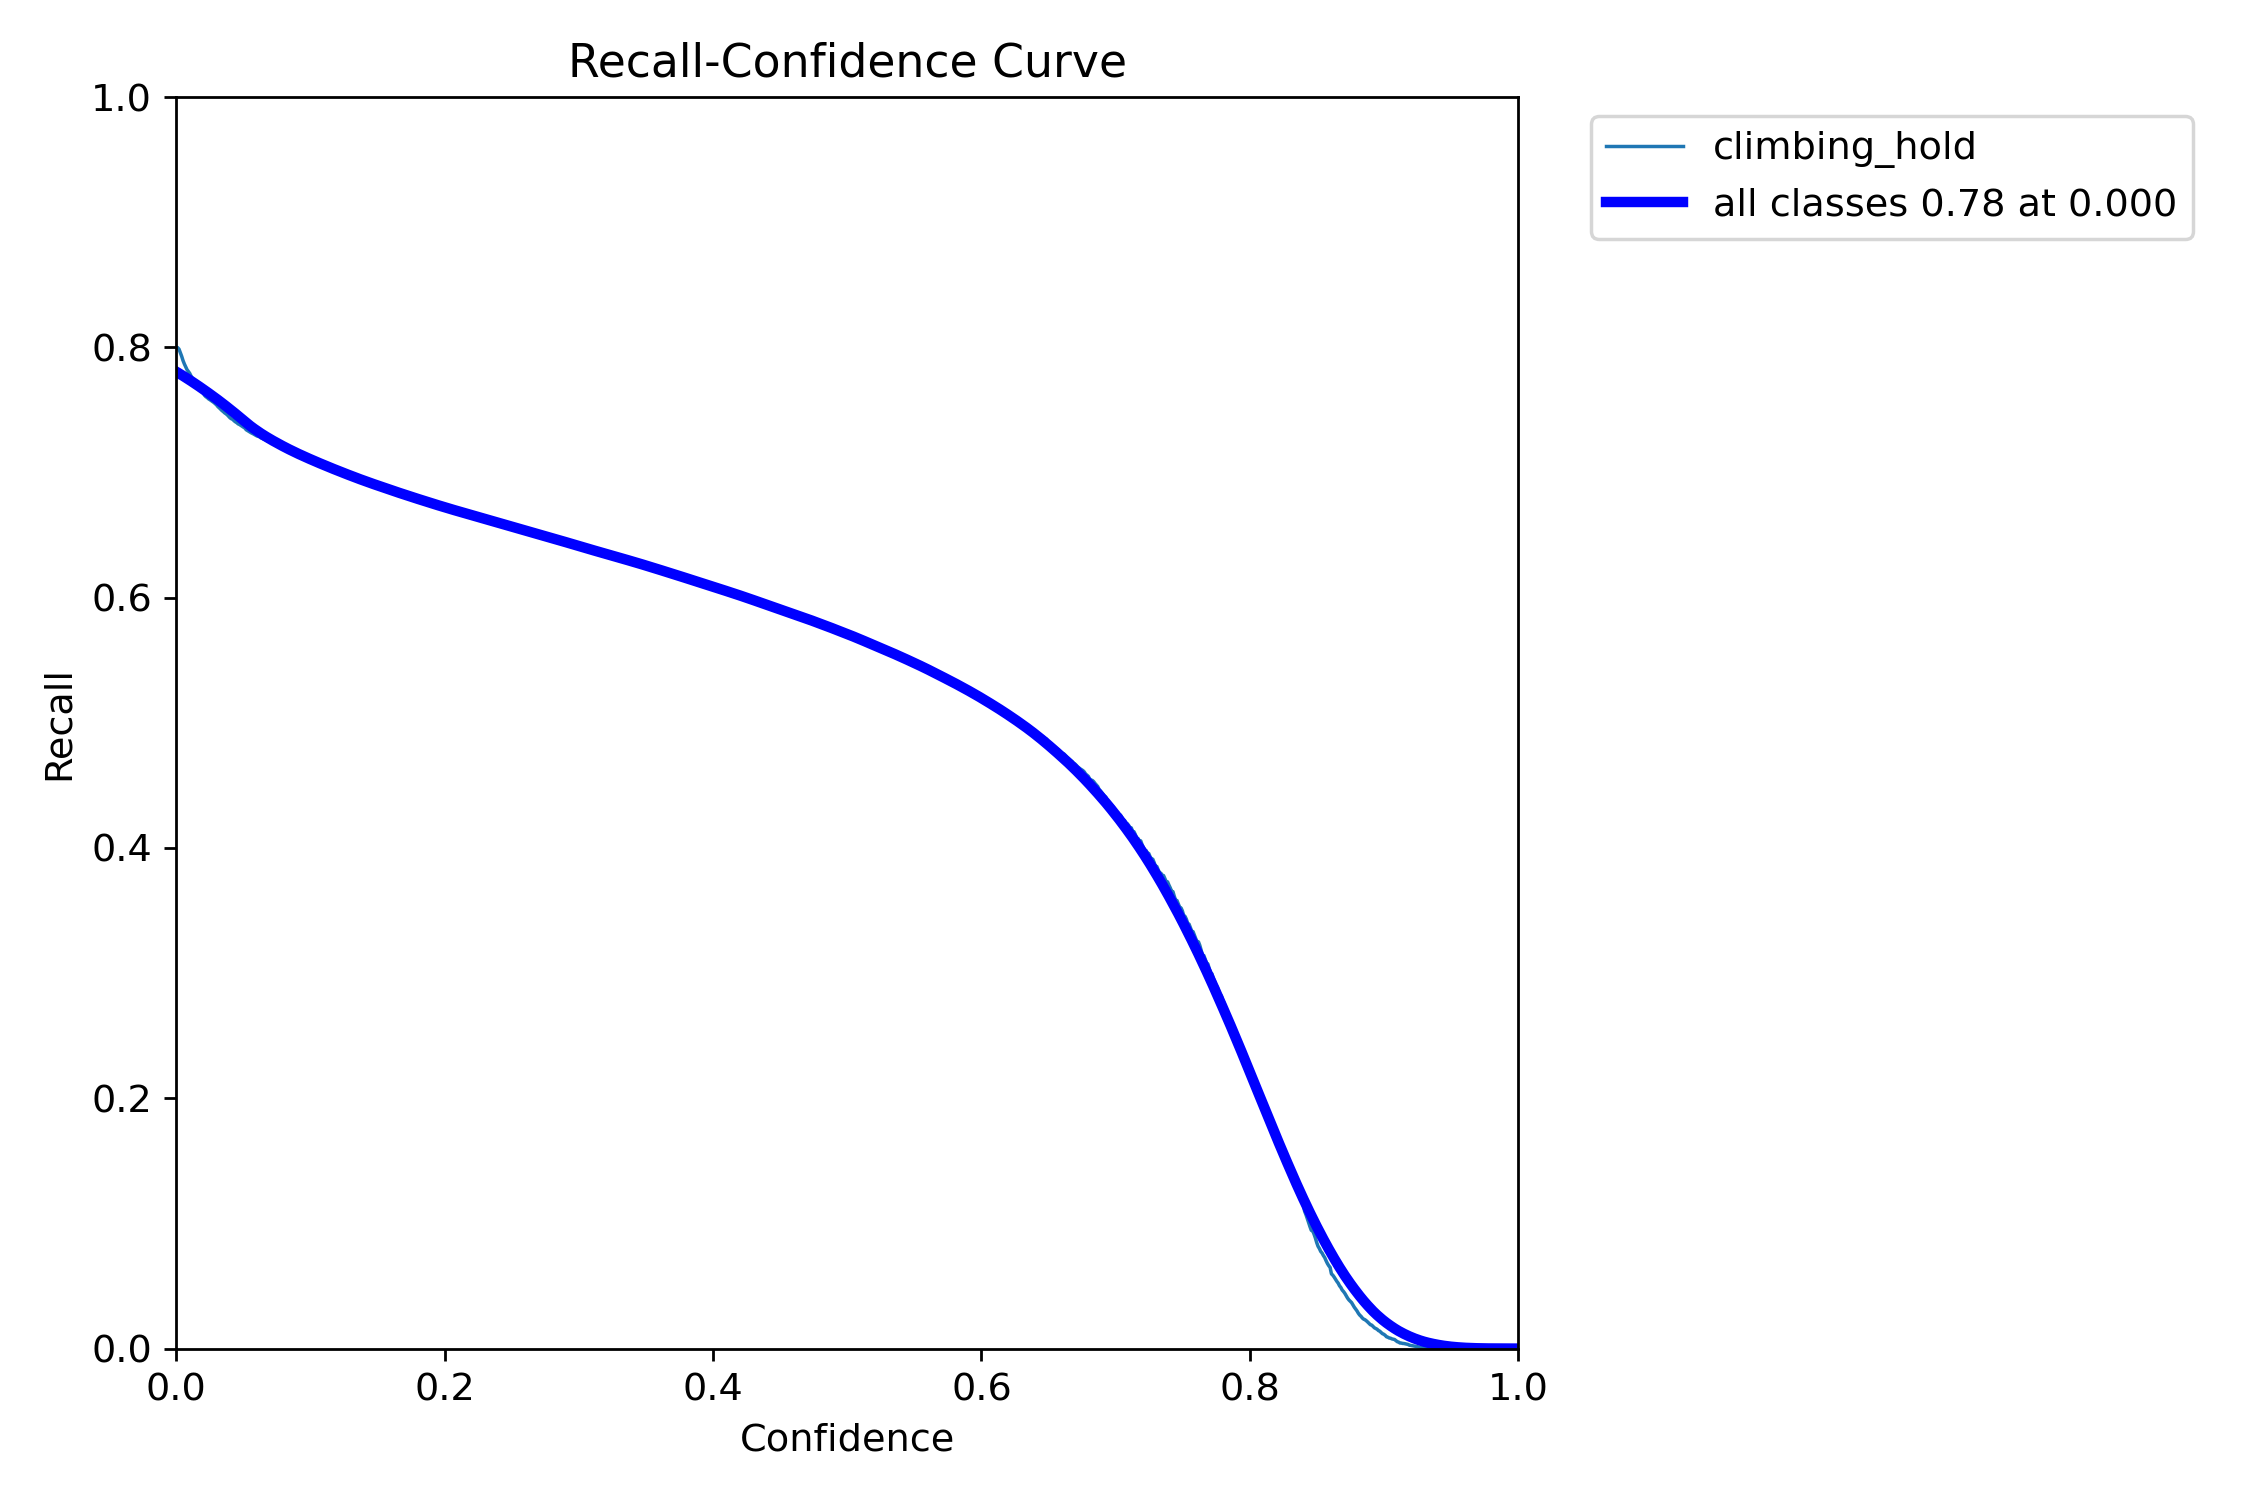 Recall-Confidence Curve
climbing_hold
all classes 0.78 at 0.000
1.0
0.8
0.6
0.4
0.2
0.0
Recall
0.0 0.2 0.4 0.6 0.8 1.0
Confidence